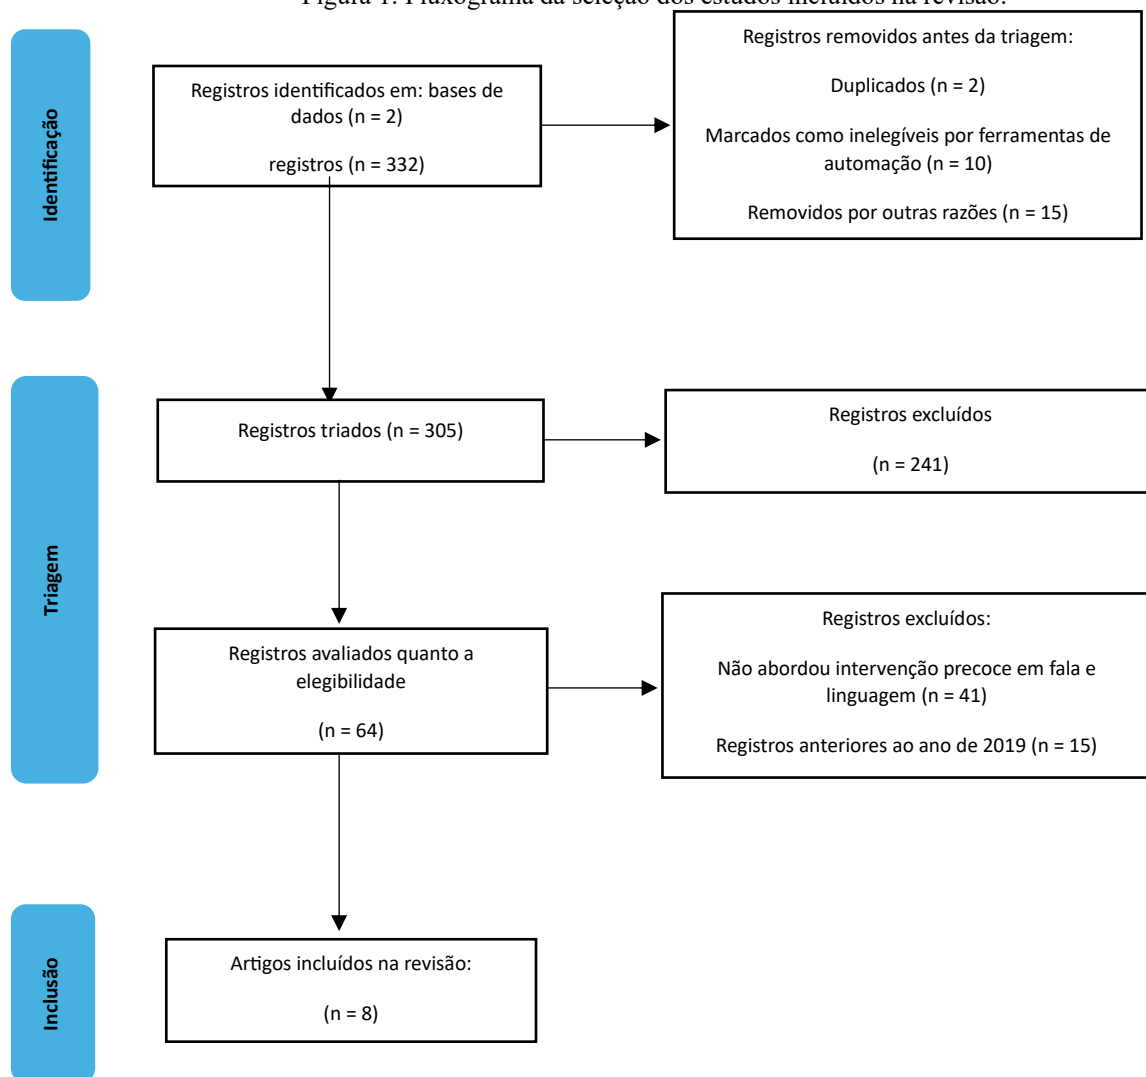 Figura 1. Fluxograma da seleção dos estudos incluídos na revisão.
Identificação
Registros identificados em: bases de
dados (n = 2)
registros (n = 332)
Registros removidos antes da triagem:
Duplicados (n = 2)
Marcados como inelegíveis por ferramentas de
automação (n = 10)
Removidos por outras razões (n = 15)
Triagem
Registros triados (n = 305)
Registros excluídos
(n = 241)
Registros avaliados quanto a
elegibilidade
(n = 64)
Registros excluídos:
Não abordou intervenção precoce em fala e
linguagem (n = 41)
Registros anteriores ao ano de 2019 (n = 15)
Inclusão
Artigos incluídos na revisão:
(n = 8)